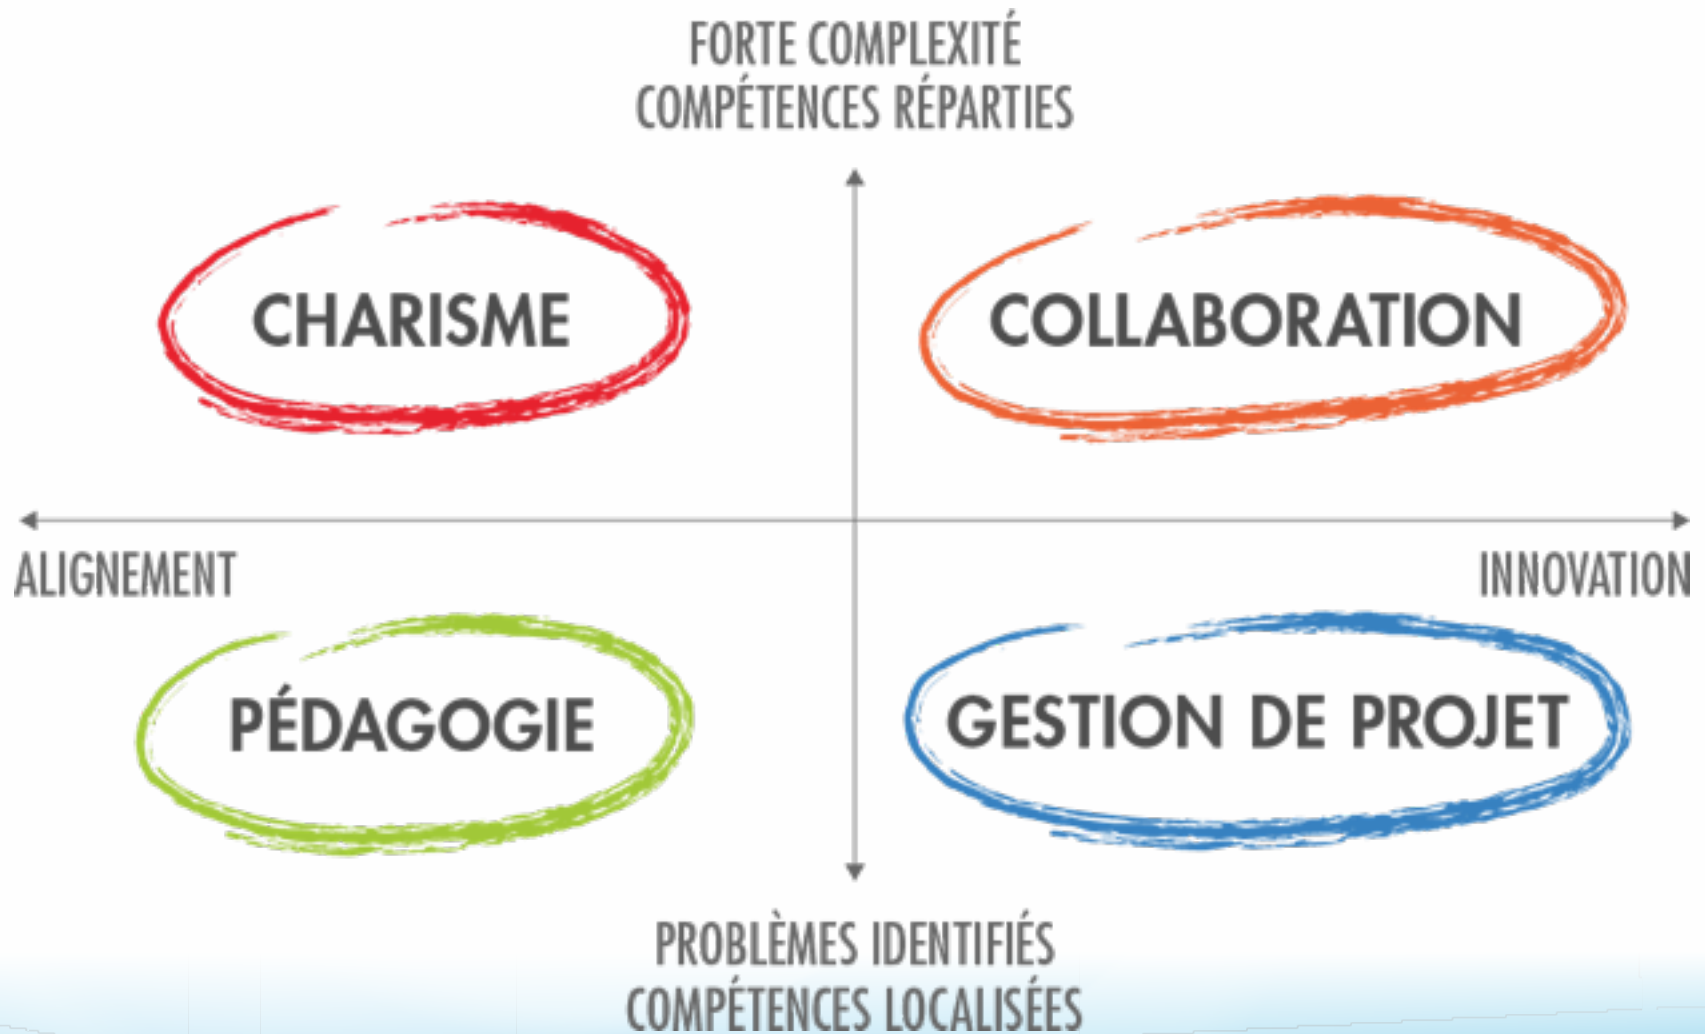 FORTE COMPLEXITÉ
COMPÉTENCES RÉPARTIES
CHARISME
COLLABORATION
ALIGNEMENT
INNOVATION
PÉDAGOGIE
GESTION DE PROJET
PROBLÈMES IDENTIFIÉS
COMPÉTENCES LOCALISÉES